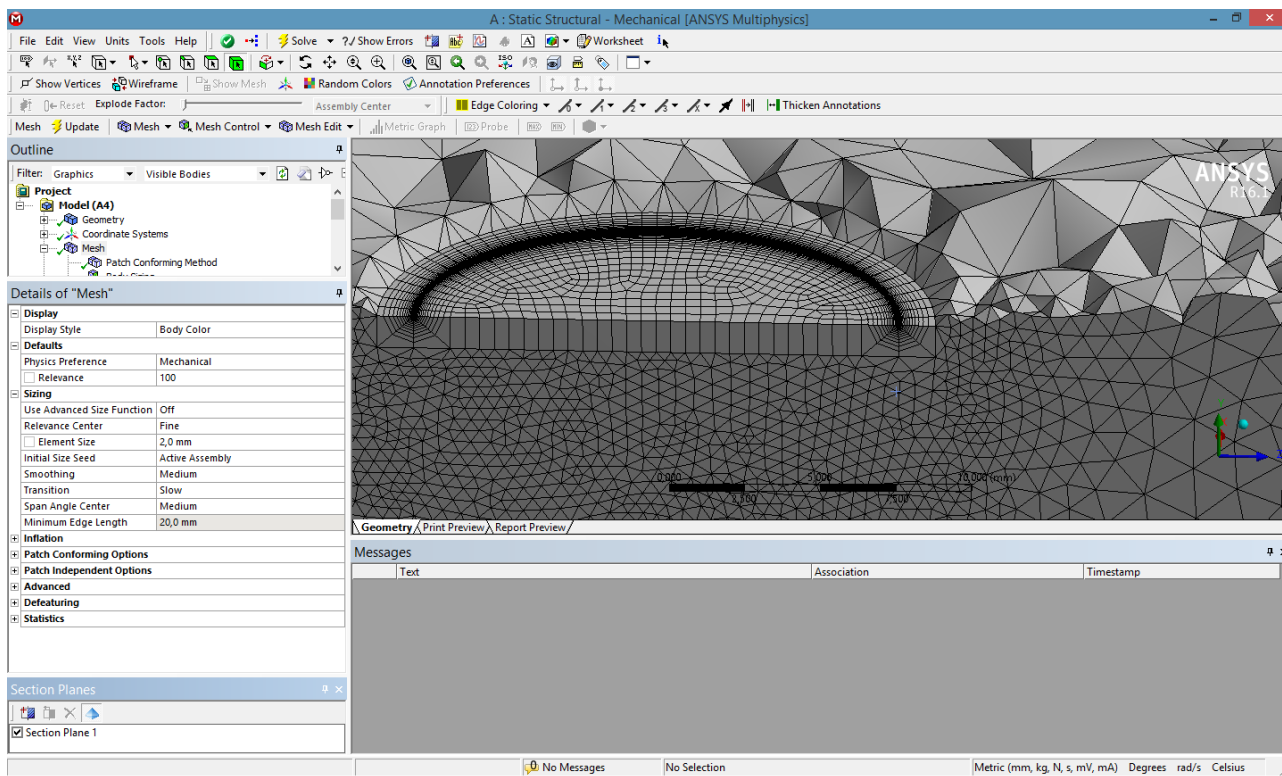 A : Static Structural - Mechanical [ANSYS Multiphysics]
File Edit View Units Tools Help Solve ?/ Show Errors Worksheet
Show Vertices Wireframe Show Mesh Random Colors Annotation Preferences
Reset Explode Factor: Assembly Center Edge Coloring Thicken Annotations
Mesh Update Mesh Mesh Control Mesh Edit Metric Graph Probe MAX MIN
Outline
Filter: Graphics Visible Bodies
Project
Model (A4)
Geometry
Coordinate Systems
Mesh
Patch Conforming Method
Body Sizing
Details of "Mesh"
Display
Display Style Body Color
Defaults
Physics Preference Mechanical
Relevance 100
Sizing
Use Advanced Size Function Off
Relevance Center Fine
Element Size 2,0 mm
Initial Size Seed Active Assembly
Smoothing Medium
Transition Slow
Span Angle Center Medium
Minimum Edge Length 20,0 mm
Inflation
Patch Conforming Options
Patch Independent Options
Advanced
Defeaturing
Statistics
Section Planes
Section Plane 1
ANSYS
R16.1
0,000 5,000 10,000 (mm)
2,500 7,500
Z
Geometry Print Preview Report Preview
Messages
Text Association Timestamp
No Messages No Selection Metric (mm, kg, N, s, mV, mA) Degrees rad/s Celsius